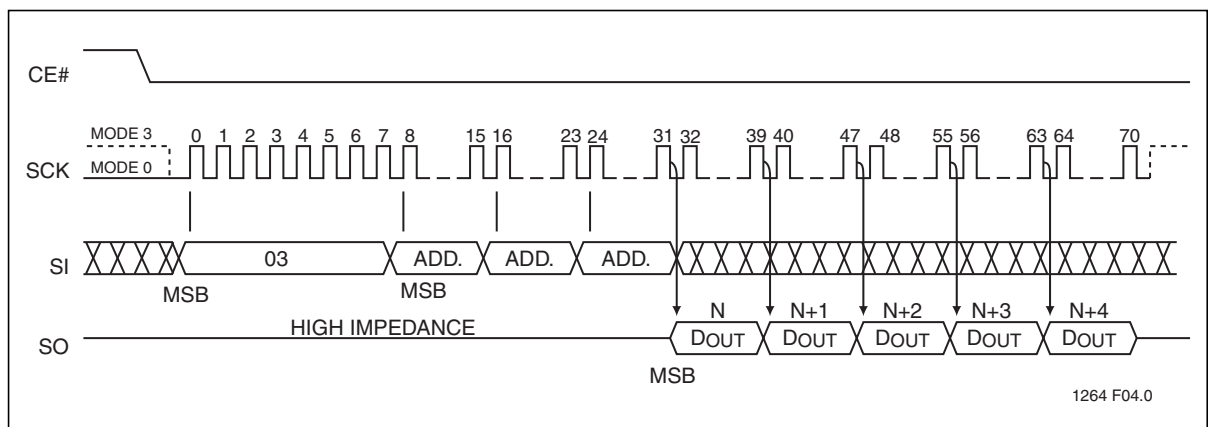 CE#
MODE 3
0 1 2 3 4 5 6 7 8 15 16 23 24 31 32 39 40 47 48 55 56 63 64 70
SCK
MODE 0
SI
03
ADD.
ADD.
ADD.
MSB
MSB
N
N+1
N+2
N+3
N+4
HIGH IMPEDANCE
SO
DOUT
DOUT
DOUT
DOUT
DOUT
MSB
1264 F04.0